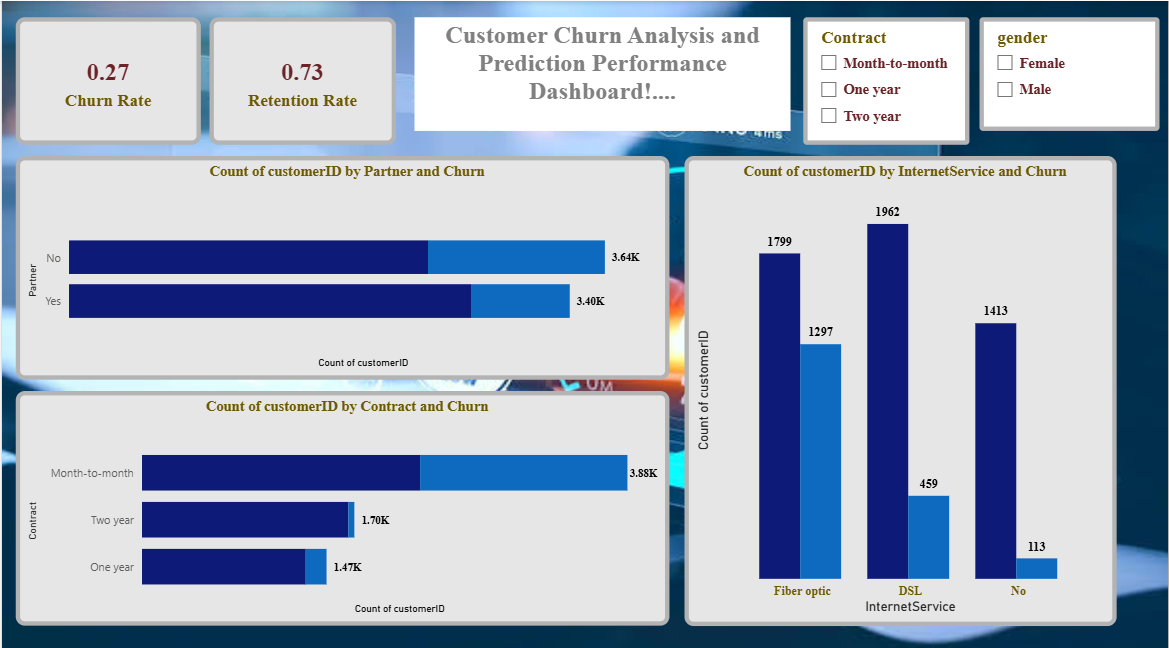 0.27
Churn Rate
0.73
Retention Rate
Customer Churn Analysis and
Prediction Performance
Dashboard!....
Contract
Month-to-month
One year
Two year
gender
Female
Male
4ms
Count of customerID by Partner and Churn
Partner
No
3.64K
Yes
3.40K
Count of customerID
Count of customerID by Contract and Churn
Contract
Month-to-month
3.88K
Two year
1.70K
One year
1.47K
Count of customerID
Count of customerID by InternetService and Churn
Count of customerID
1799
1297
1962
459
1413
113
Fiber optic
DSL
No
InternetService